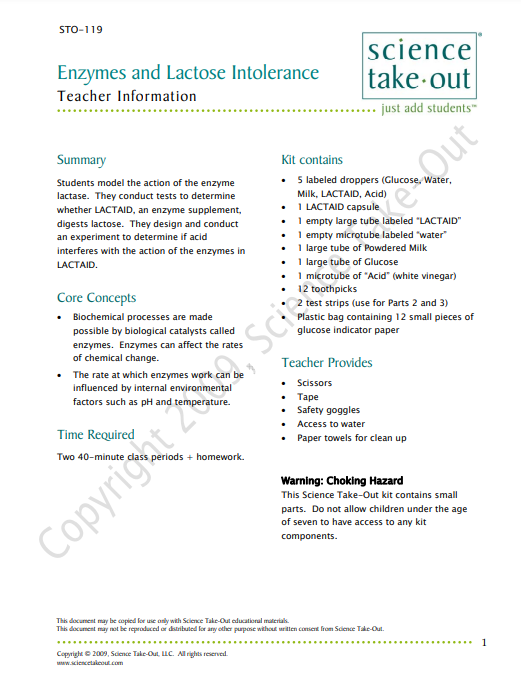 STO-119
science
take·out
®
just add students™
Enzymes and Lactose Intolerance
Teacher Information
Summary
Students model the action of the enzyme
lactase. They conduct tests to determine
whether LACTAID, an enzyme supplement,
digests lactose. They design and conduct
an experiment to determine if acid
interferes with the action of the enzymes in
LACTAID.
Core Concepts
• Biochemical processes are made
possible by biological catalysts called
enzymes. Enzymes can affect the rates
of chemical change.
• The rate at which enzymes work can be
influenced by internal environmental
factors such as pH and temperature.
Time Required
Two 40-minute class periods + homework.
Kit contains
• 5 labeled droppers (Glucose, Water,
Milk, LACTAID, Acid)
• 1 LACTAID capsule
• 1 empty large tube labeled “LACTAID”
• 1 empty microtube labeled “water”
• 1 large tube of Powdered Milk
• 1 large tube of Glucose
• 1 microtube of “Acid” (white vinegar)
• 12 toothpicks
• 2 test strips (use for Parts 2 and 3)
• Plastic bag containing 12 small pieces of
glucose indicator paper
Teacher Provides
• Scissors
• Tape
• Safety goggles
• Access to water
• Paper towels for clean up
Warning: Choking Hazard
This Science Take-Out kit contains small
parts. Do not allow children under the age
of seven to have access to any kit
components.
Copyright 2009, Science Take-Out
This document may be copied for use only with Science Take-Out educational materials.
This document may not be reproduced or distributed for any other purpose without written consent from Science Take-Out.
1
Copyright © 2009, Science Take-Out, LLC. All rights reserved.
www.sciencetakeout.com